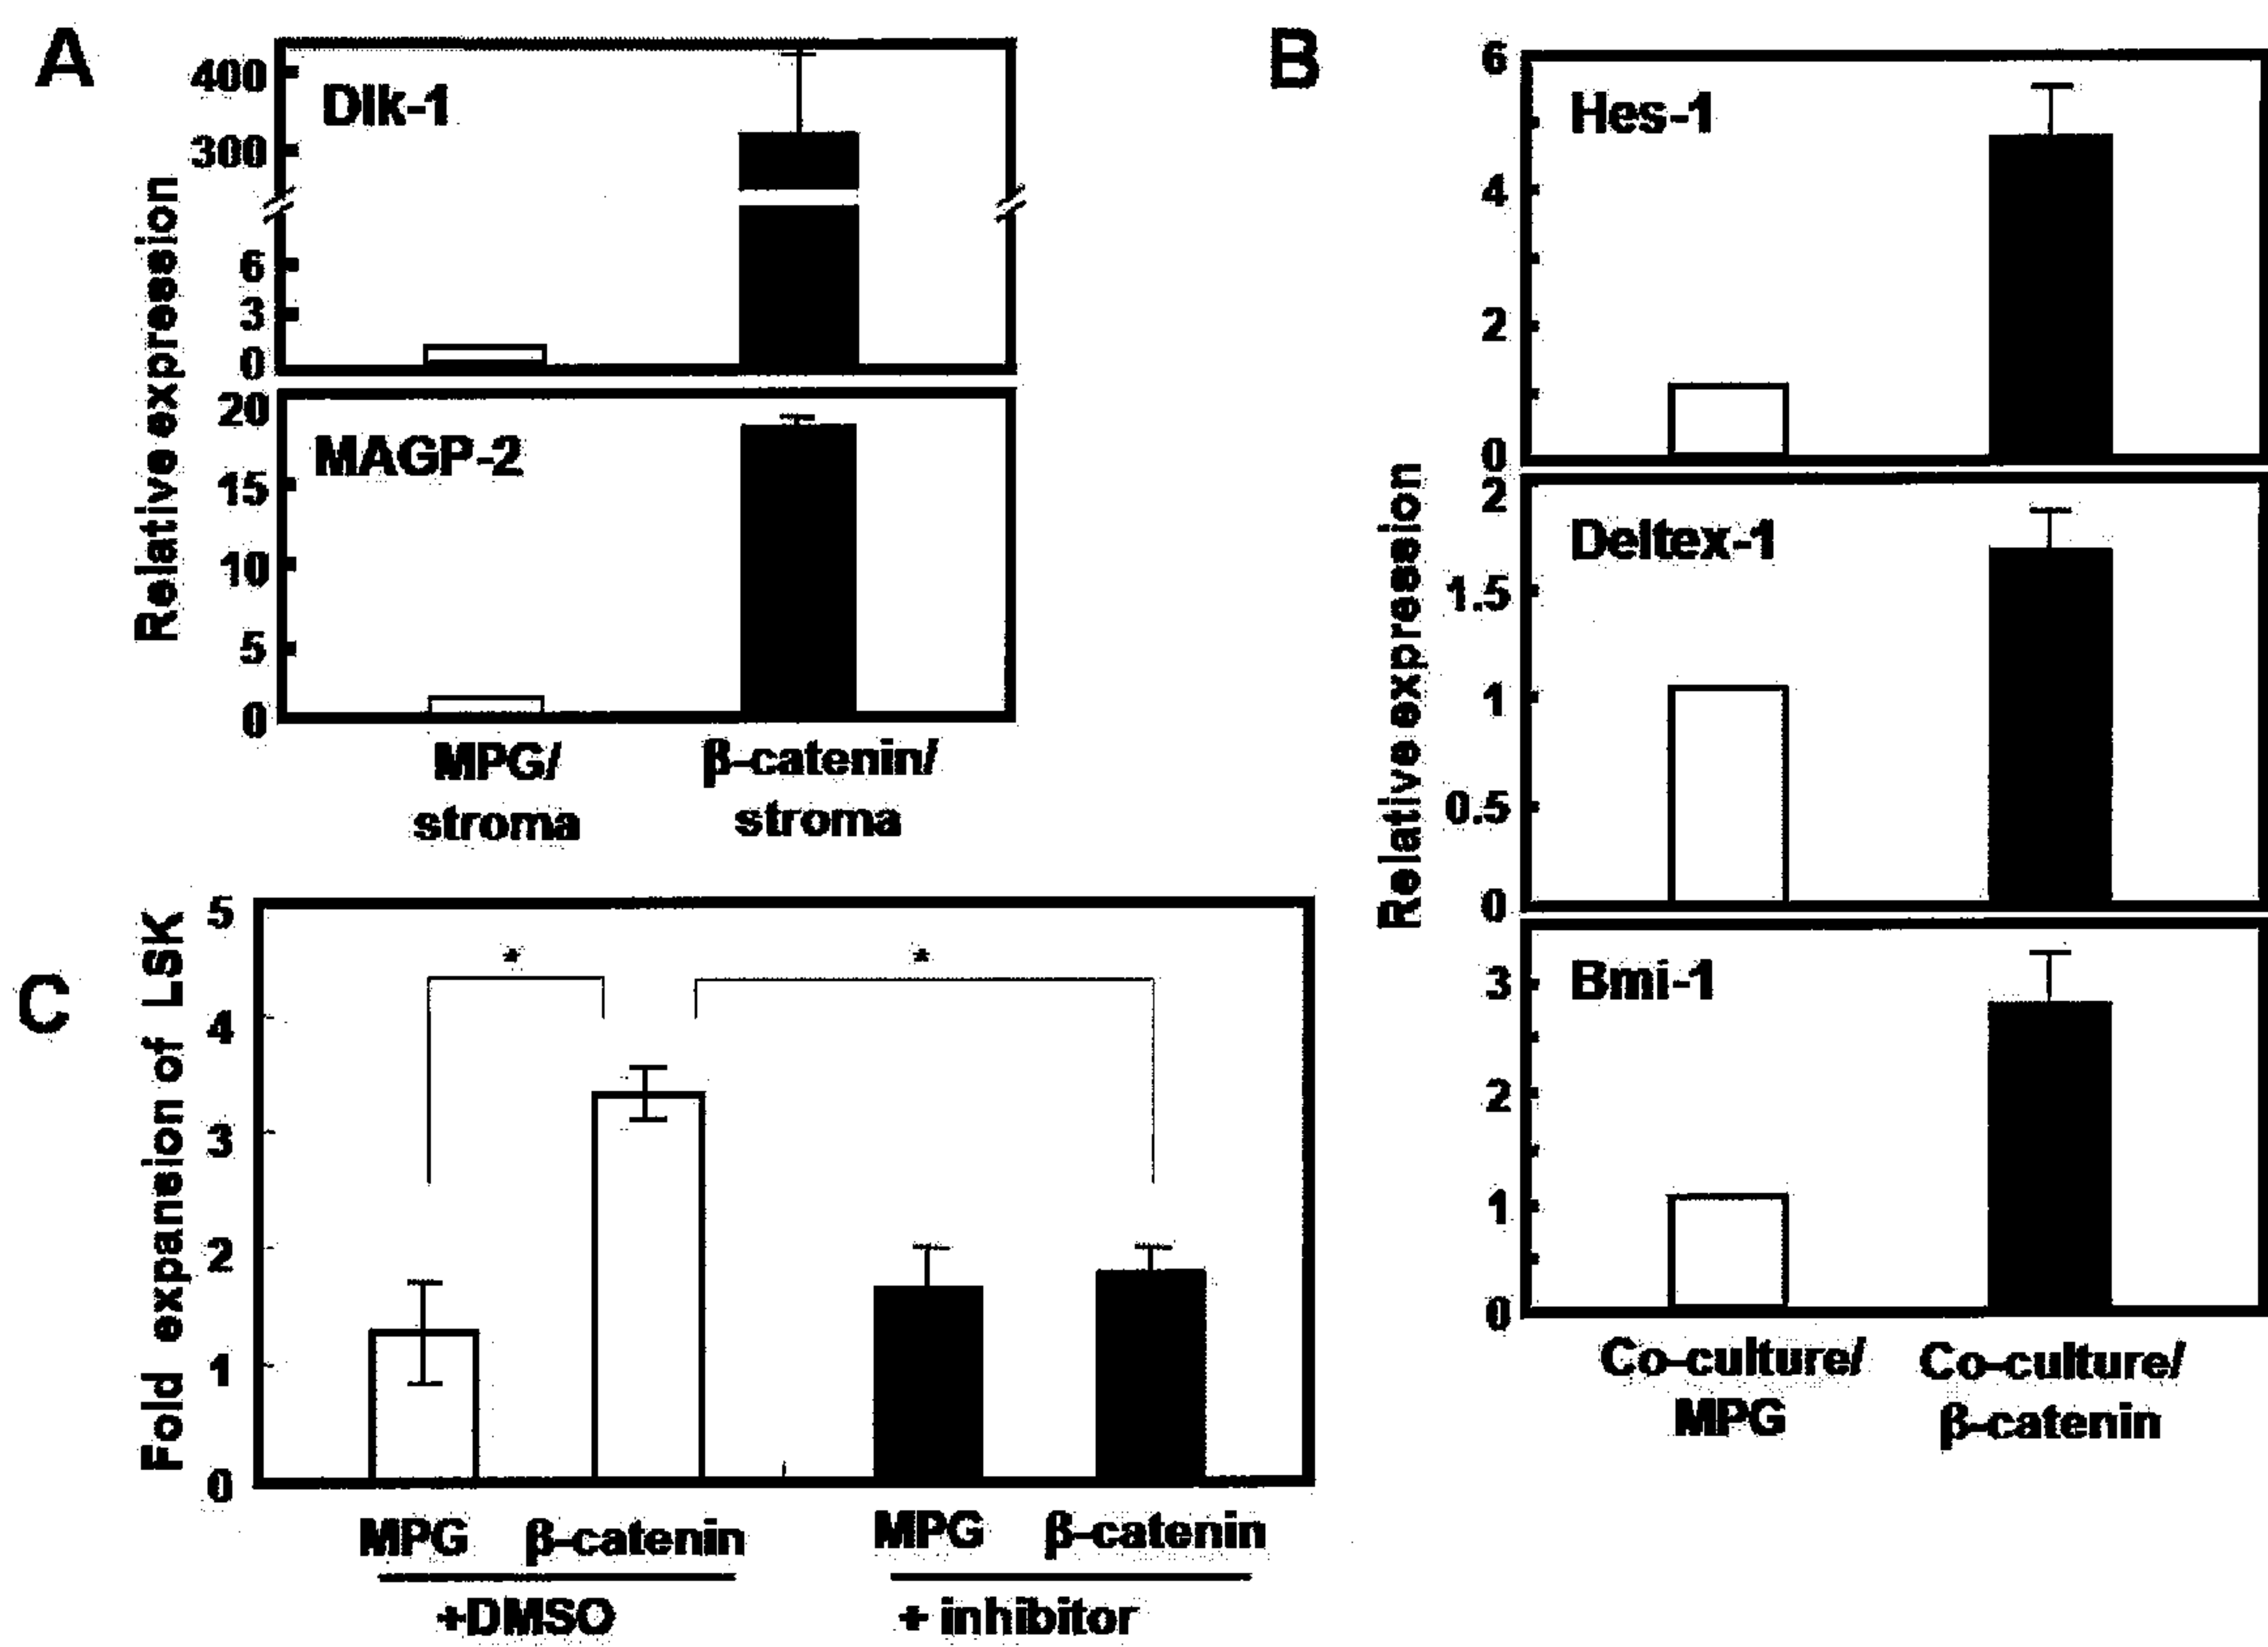 A
Relative expression
400
300
6
3
0
Dlk-1
20
15
10
5
0
MAGP-2
MPG/
stroma
β-catenin/
stroma
B
Relative expression
6
4
2
0
Hes-1
2
1.5
1
0.5
0
Deltex-1
3
2
1
0
Bmi-1
Co-culture/
MPG
Co-culture/
β-catenin
C
Fold expansion of LSK
5
4
3
2
1
0
*
*
MPG β-catenin
MPG β-catenin
+DMSO
+ inhibitor